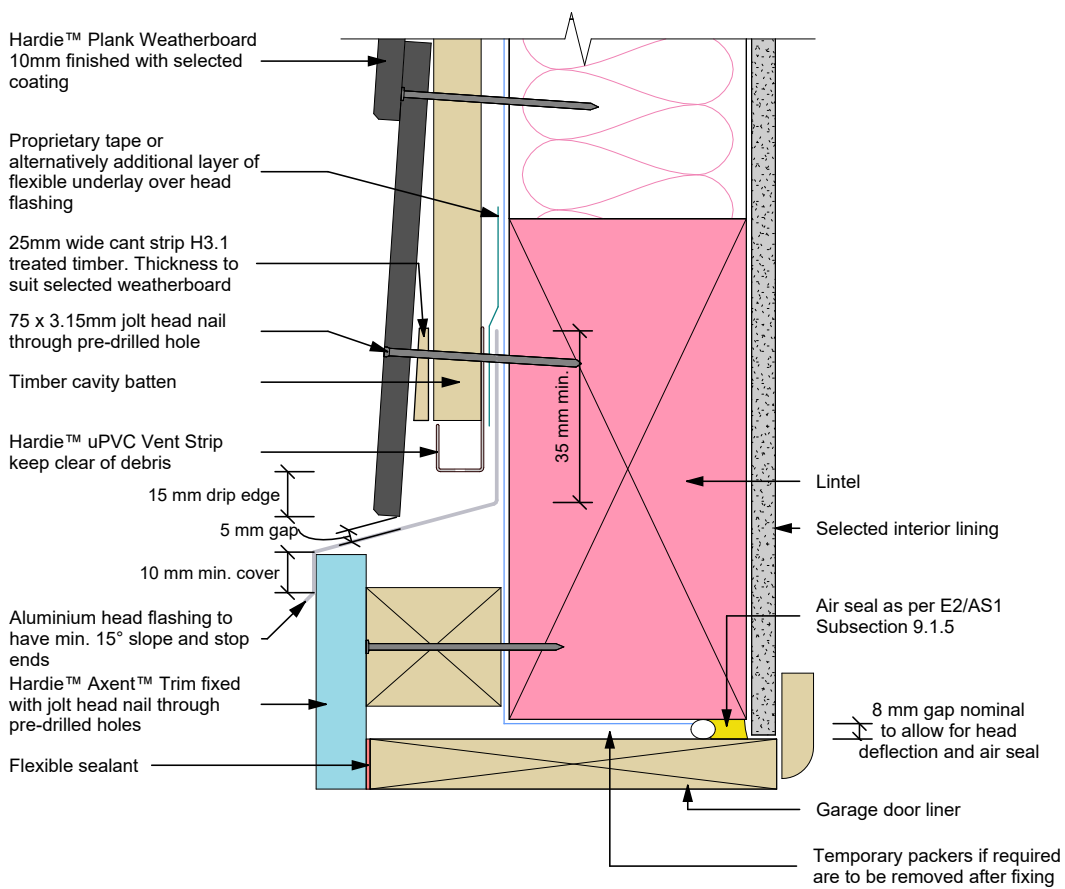 Hardie™ Plank Weatherboard
10mm finished with selected
coating
Proprietary tape or
alternatively additional layer of
flexible underlay over head
flashing
25mm wide cant strip H3.1
treated timber. Thickness to
suit selected weatherboard
75 x 3.15mm jolt head nail
through pre-drilled hole
Timber cavity batten
Hardie™ uPVC Vent Strip
keep clear of debris
15 mm drip edge
5 mm gap
10 mm min. cover
Aluminium head flashing to
have min. 15° slope and stop
ends
Hardie™ Axent™ Trim fixed
with jolt head nail through
pre-drilled holes
Flexible sealant
35 mm min.
Lintel
Selected interior lining
Air seal as per E2/AS1
Subsection 9.1.5
8 mm gap nominal
to allow for head
deflection and air seal
Garage door liner
Temporary packers if required
are to be removed after fixing